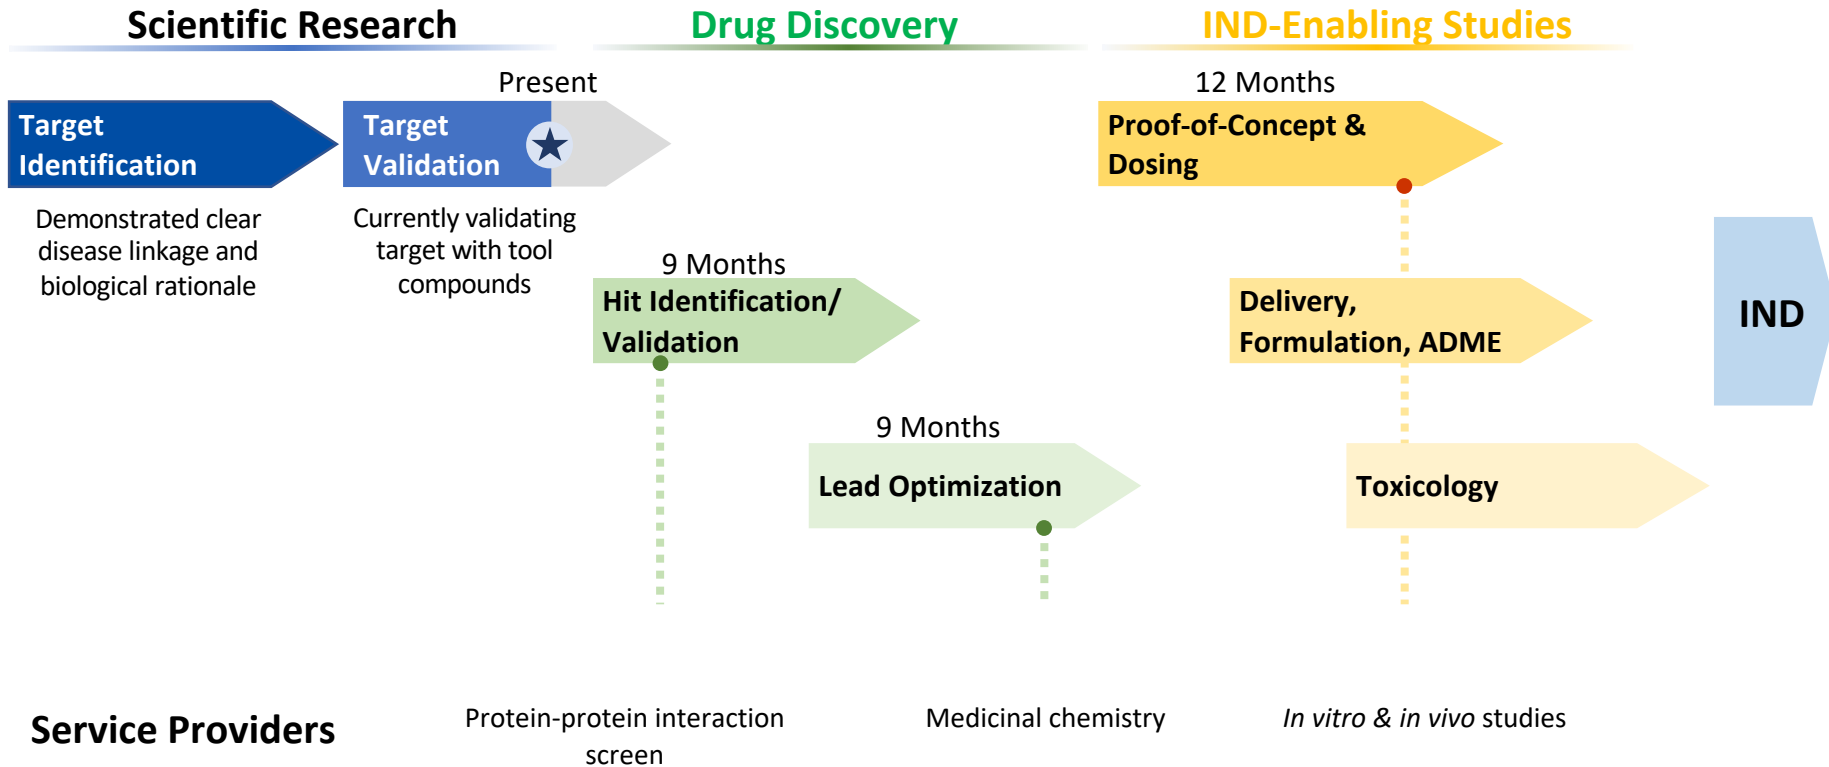 Scientific Research
Drug Discovery
IND-Enabling Studies
Present
12 Months
Target
Identification
Target
Validation
Proof-of-Concept &
Dosing
Demonstrated clear
disease linkage and
biological rationale
Currently validating
target with tool
compounds
9 Months
Hit Identification/
Validation
Delivery,
Formulation, ADME
IND
9 Months
Lead Optimization
Toxicology
Service Providers
Protein-protein interaction
screen
Medicinal chemistry
In vitro & in vivo studies